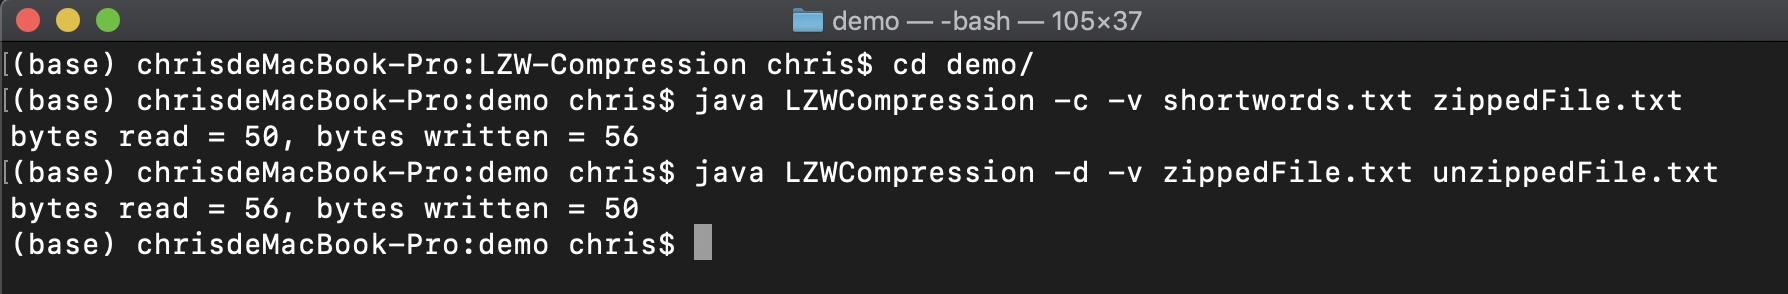 demo — -bash — 105×37
[(base) chrisdeMacBook-Pro:LZW-Compression chris$ cd demo/
[(base) chrisdeMacBook-Pro:demo chris$ java LZWCompression -c -v shortwords.txt zippedFile.txt
bytes read = 50, bytes written = 56
[(base) chrisdeMacBook-Pro:demo chris$ java LZWCompression -d -v zippedFile.txt unzippedFile.txt
bytes read = 56, bytes written = 50
(base) chrisdeMacBook-Pro:demo chris$